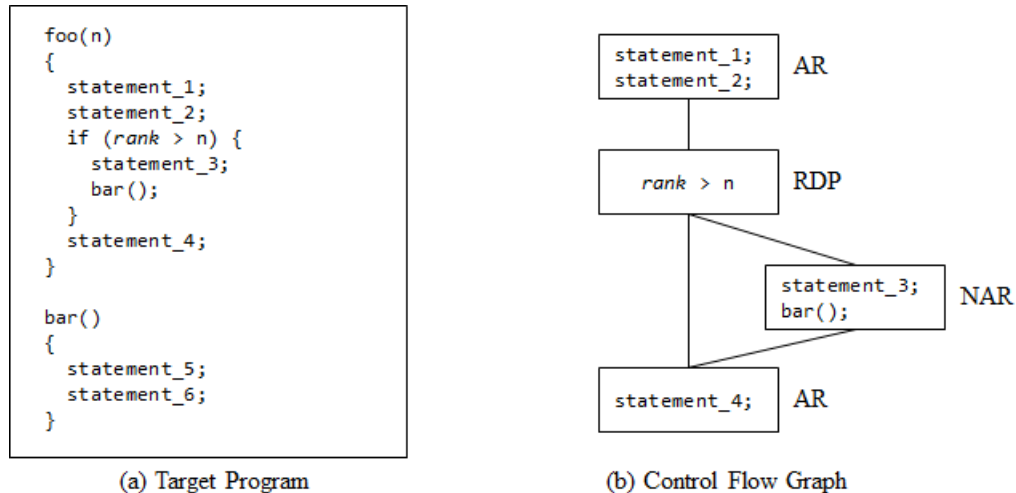 foo(n)
{
statement_1;
statement_2;
if (rank > n) {
statement_3;
bar();
}
statement_4;
}
bar()
{
statement_5;
statement_6;
}
(a) Target Program
statement_1;
statement_2;
AR
rank > n
RDP
statement_3;
bar();
NAR
statement_4;
AR
(b) Control Flow Graph